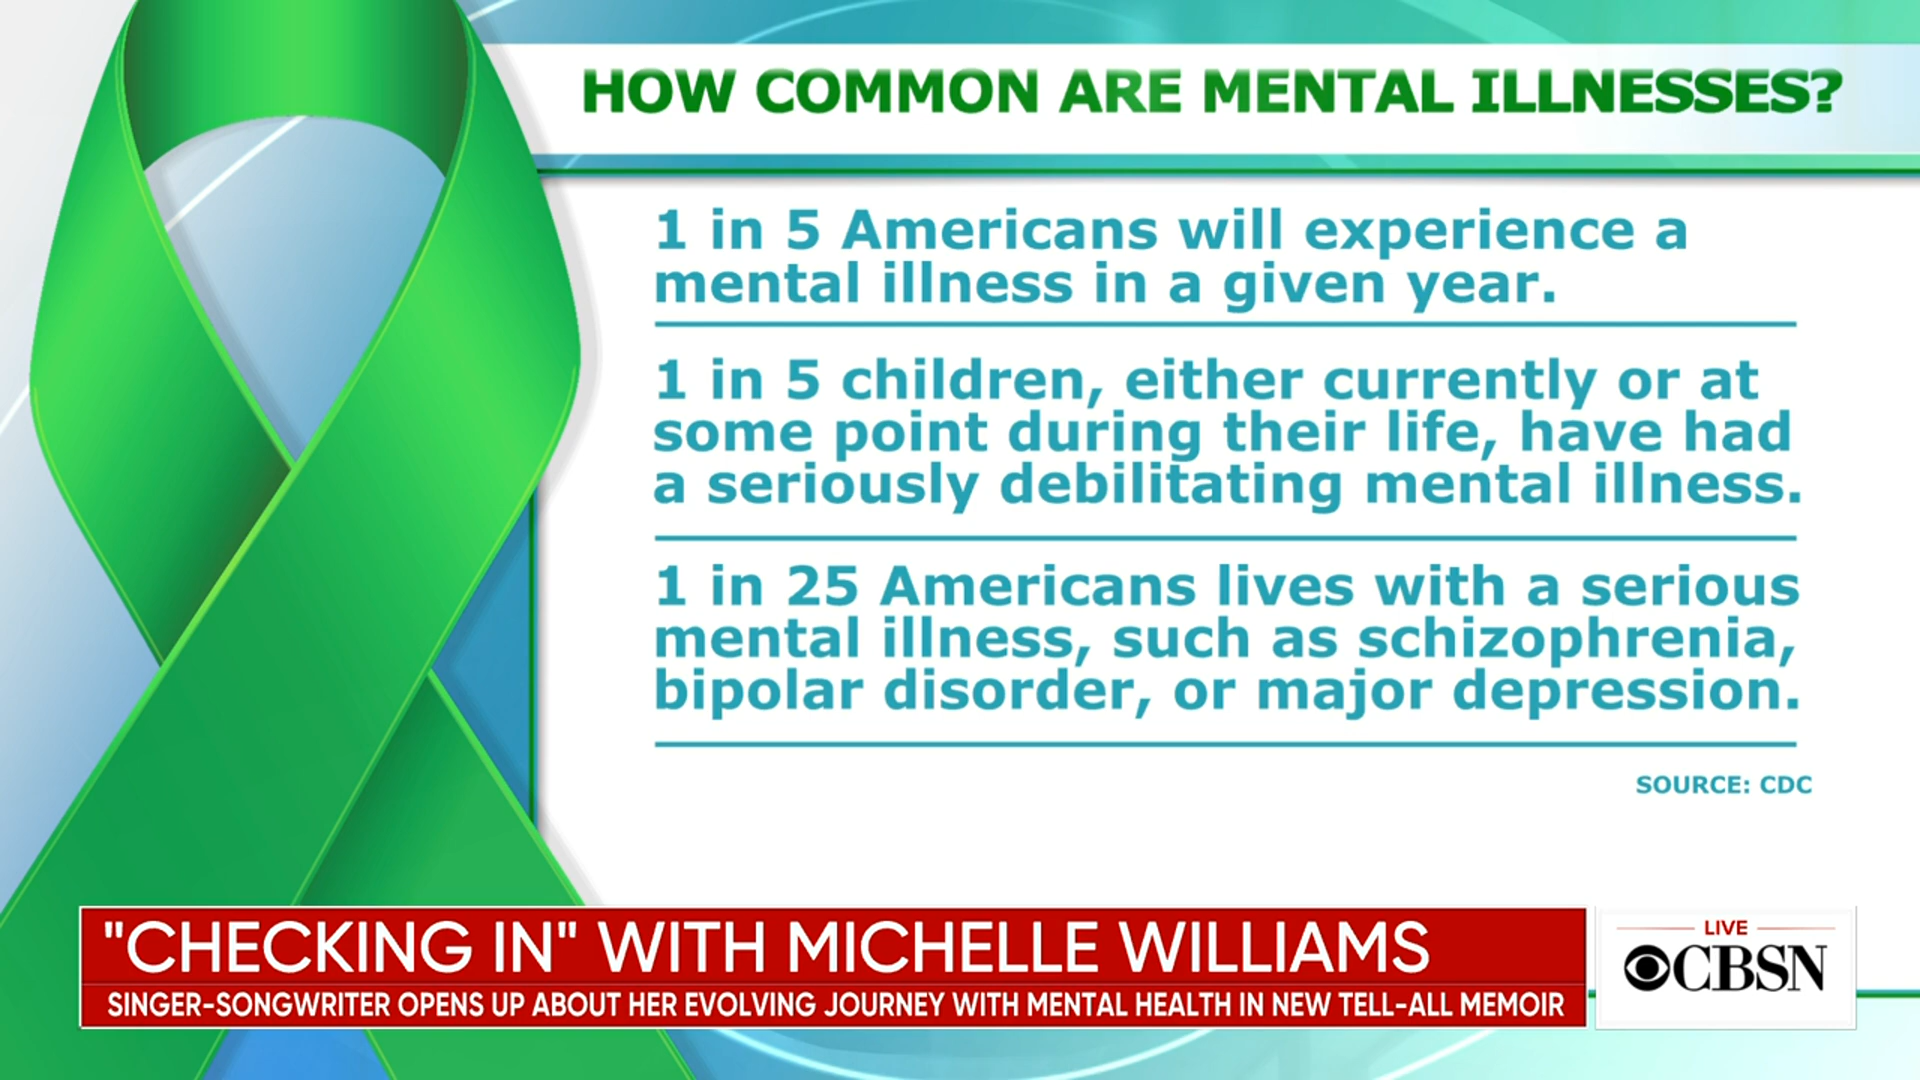 HOW COMMON ARE MENTAL ILLNESSES?
1 in 5 Americans will experience a
mental illness in a given year.
1 in 5 children, either currently or at
some point during their life, have had
a seriously debilitating mental illness.
1 in 25 Americans lives with a serious
mental illness, such as schizophrenia,
bipolar disorder, or major depression.
SOURCE: CDC
"CHECKING IN" WITH MICHELLE WILLIAMS
SINGER-SONGWRITER OPENS UP ABOUT HER EVOLVING JOURNEY WITH MENTAL HEALTH IN NEW TELL-ALL MEMOIR
LIVE
CBSN